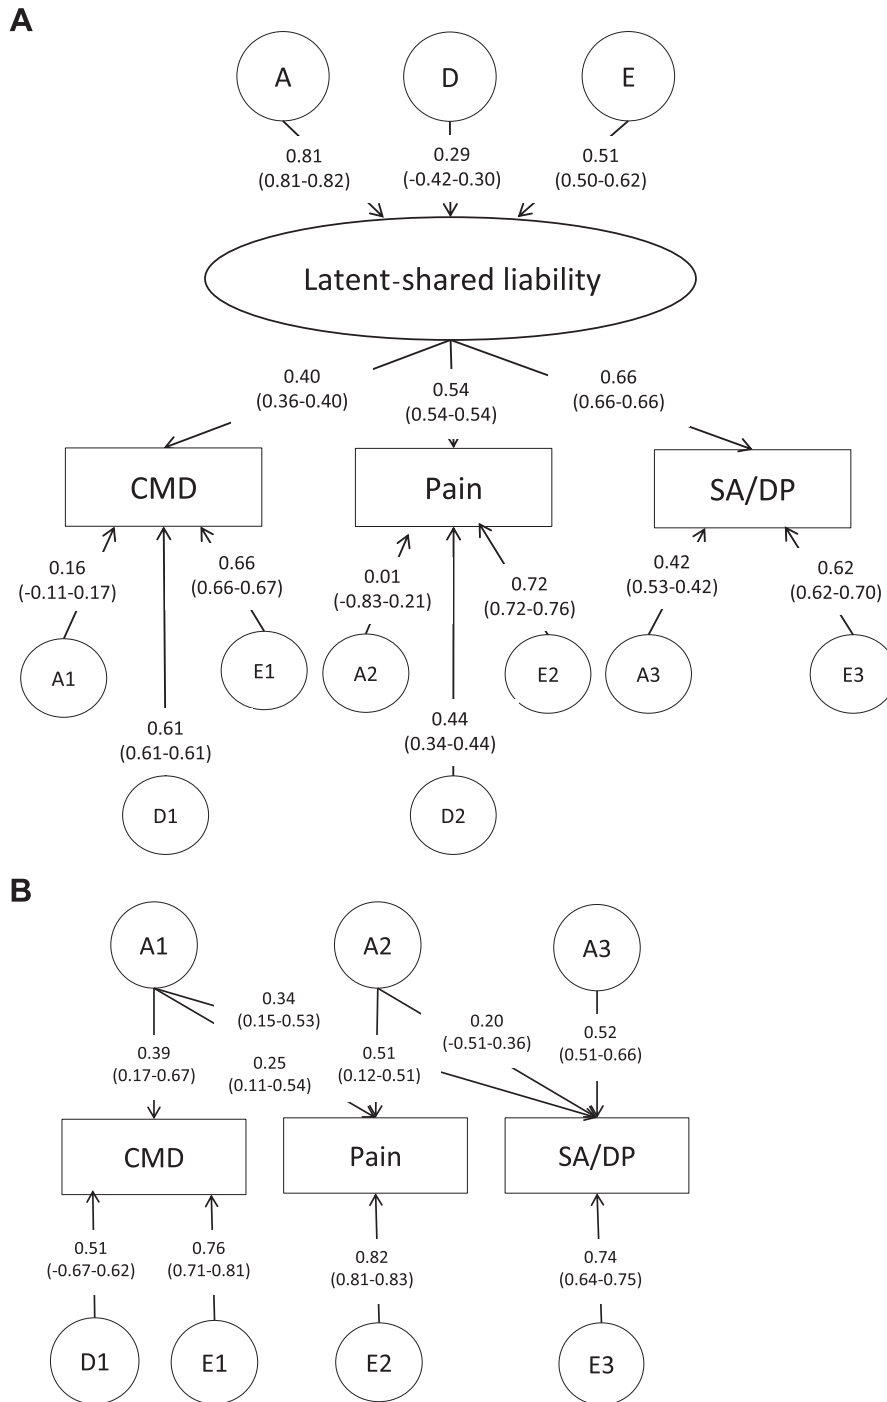 A
A D E
0.81 0.29 0.51
(0.81-0.82) (-0.42-0.30) (0.50-0.62)
Latent-shared liability
0.40 0.54 0.66
(0.36-0.40) (0.54-0.54) (0.66-0.66)
CMD Pain SA/DP
0.16 0.66 0.01 0.72 0.42 0.62
(-0.11-0.17) (0.66-0.67) (-0.83-0.21) (0.72-0.76) (0.53-0.42) (0.62-0.70)
A1 E1 A2 E2 A3 E3
0.61 0.44
(0.61-0.61) (0.34-0.44)
D1 D2
B
A1 A2 A3
0.34 0.20 0.52
(0.15-0.53) (-0.51-0.36) (0.51-0.66)
0.39 0.25 0.51
(0.17-0.67) (0.11-0.54) (0.12-0.51)
CMD Pain SA/DP
0.51 0.76 0.82 0.74
(-0.67-0.62) (0.71-0.81) (0.81-0.83) (0.64-0.75)
D1 E1 E2 E3